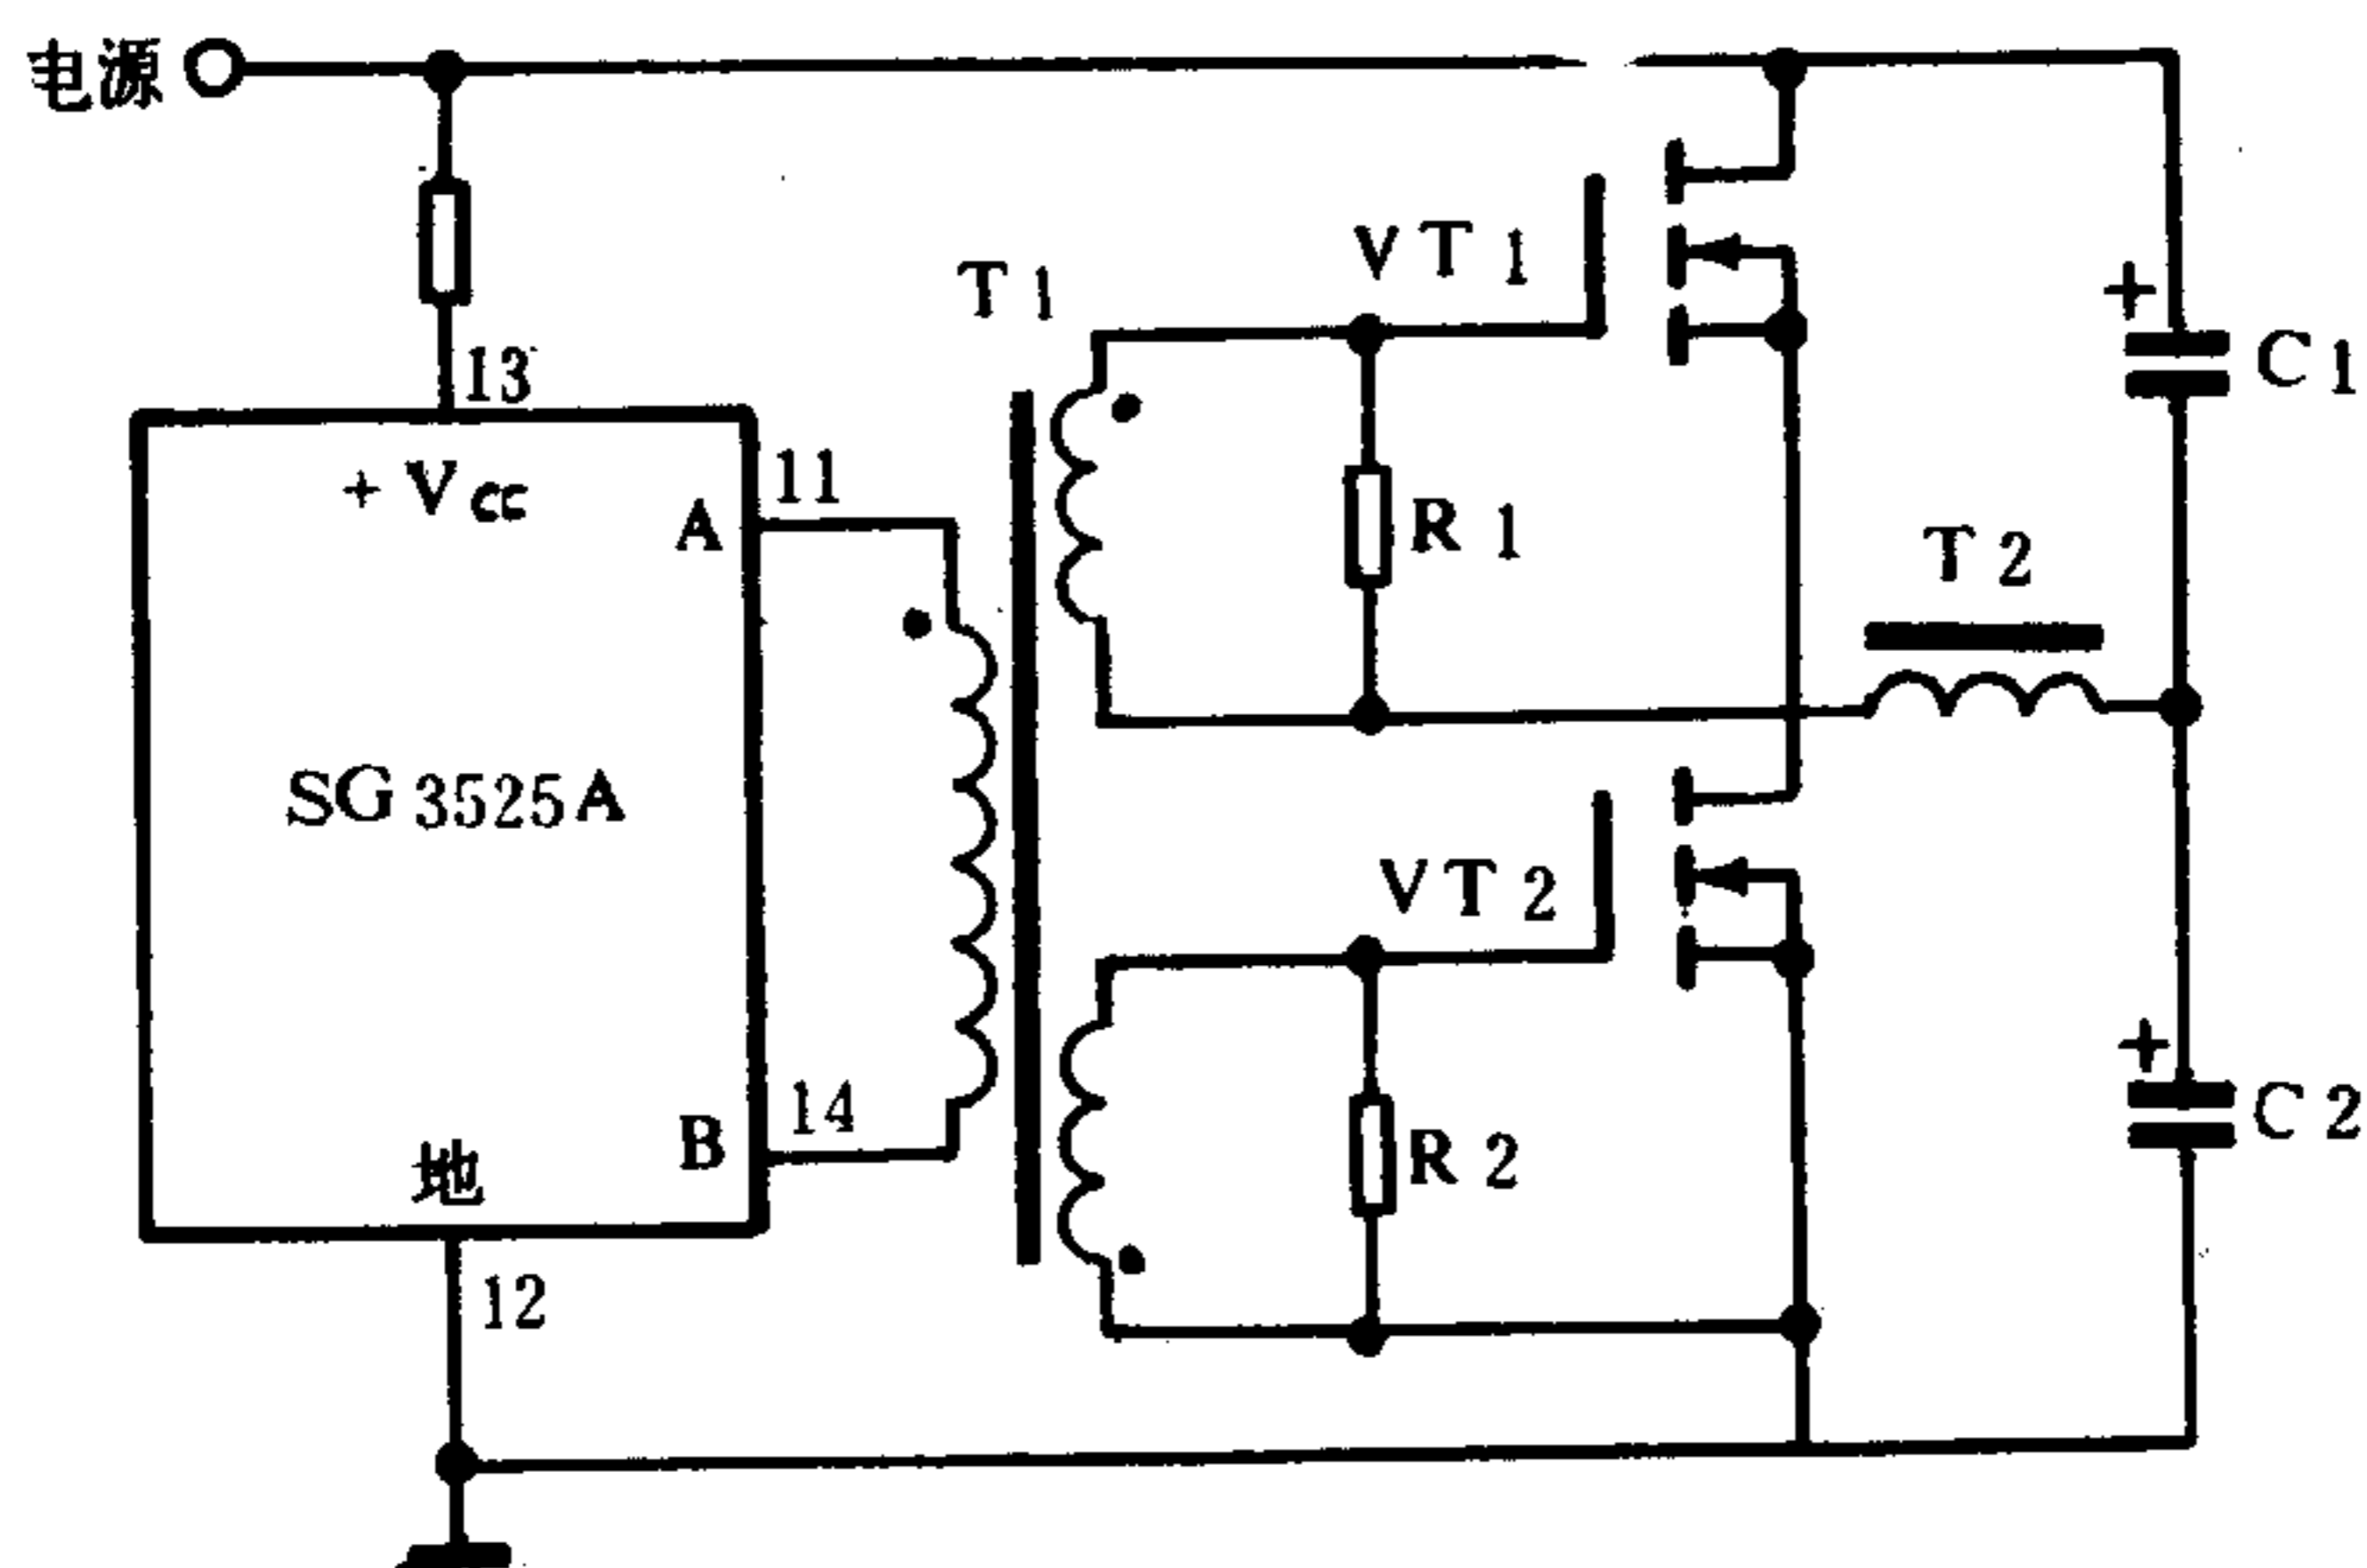 电源
13
+VCC
11
A
SG3525A
地
B
14
12
T1
VT1
R1
T2
VT2
R2
+
C1
+
C2